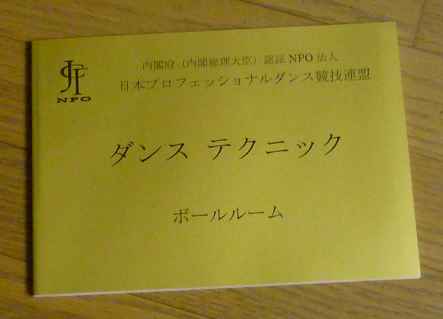 内閣府(内閣総理大臣)認証 NPO 法人
日本プロフェッショナルダンス競技連盟
NPO
ダンス テクニック
ボールルーム